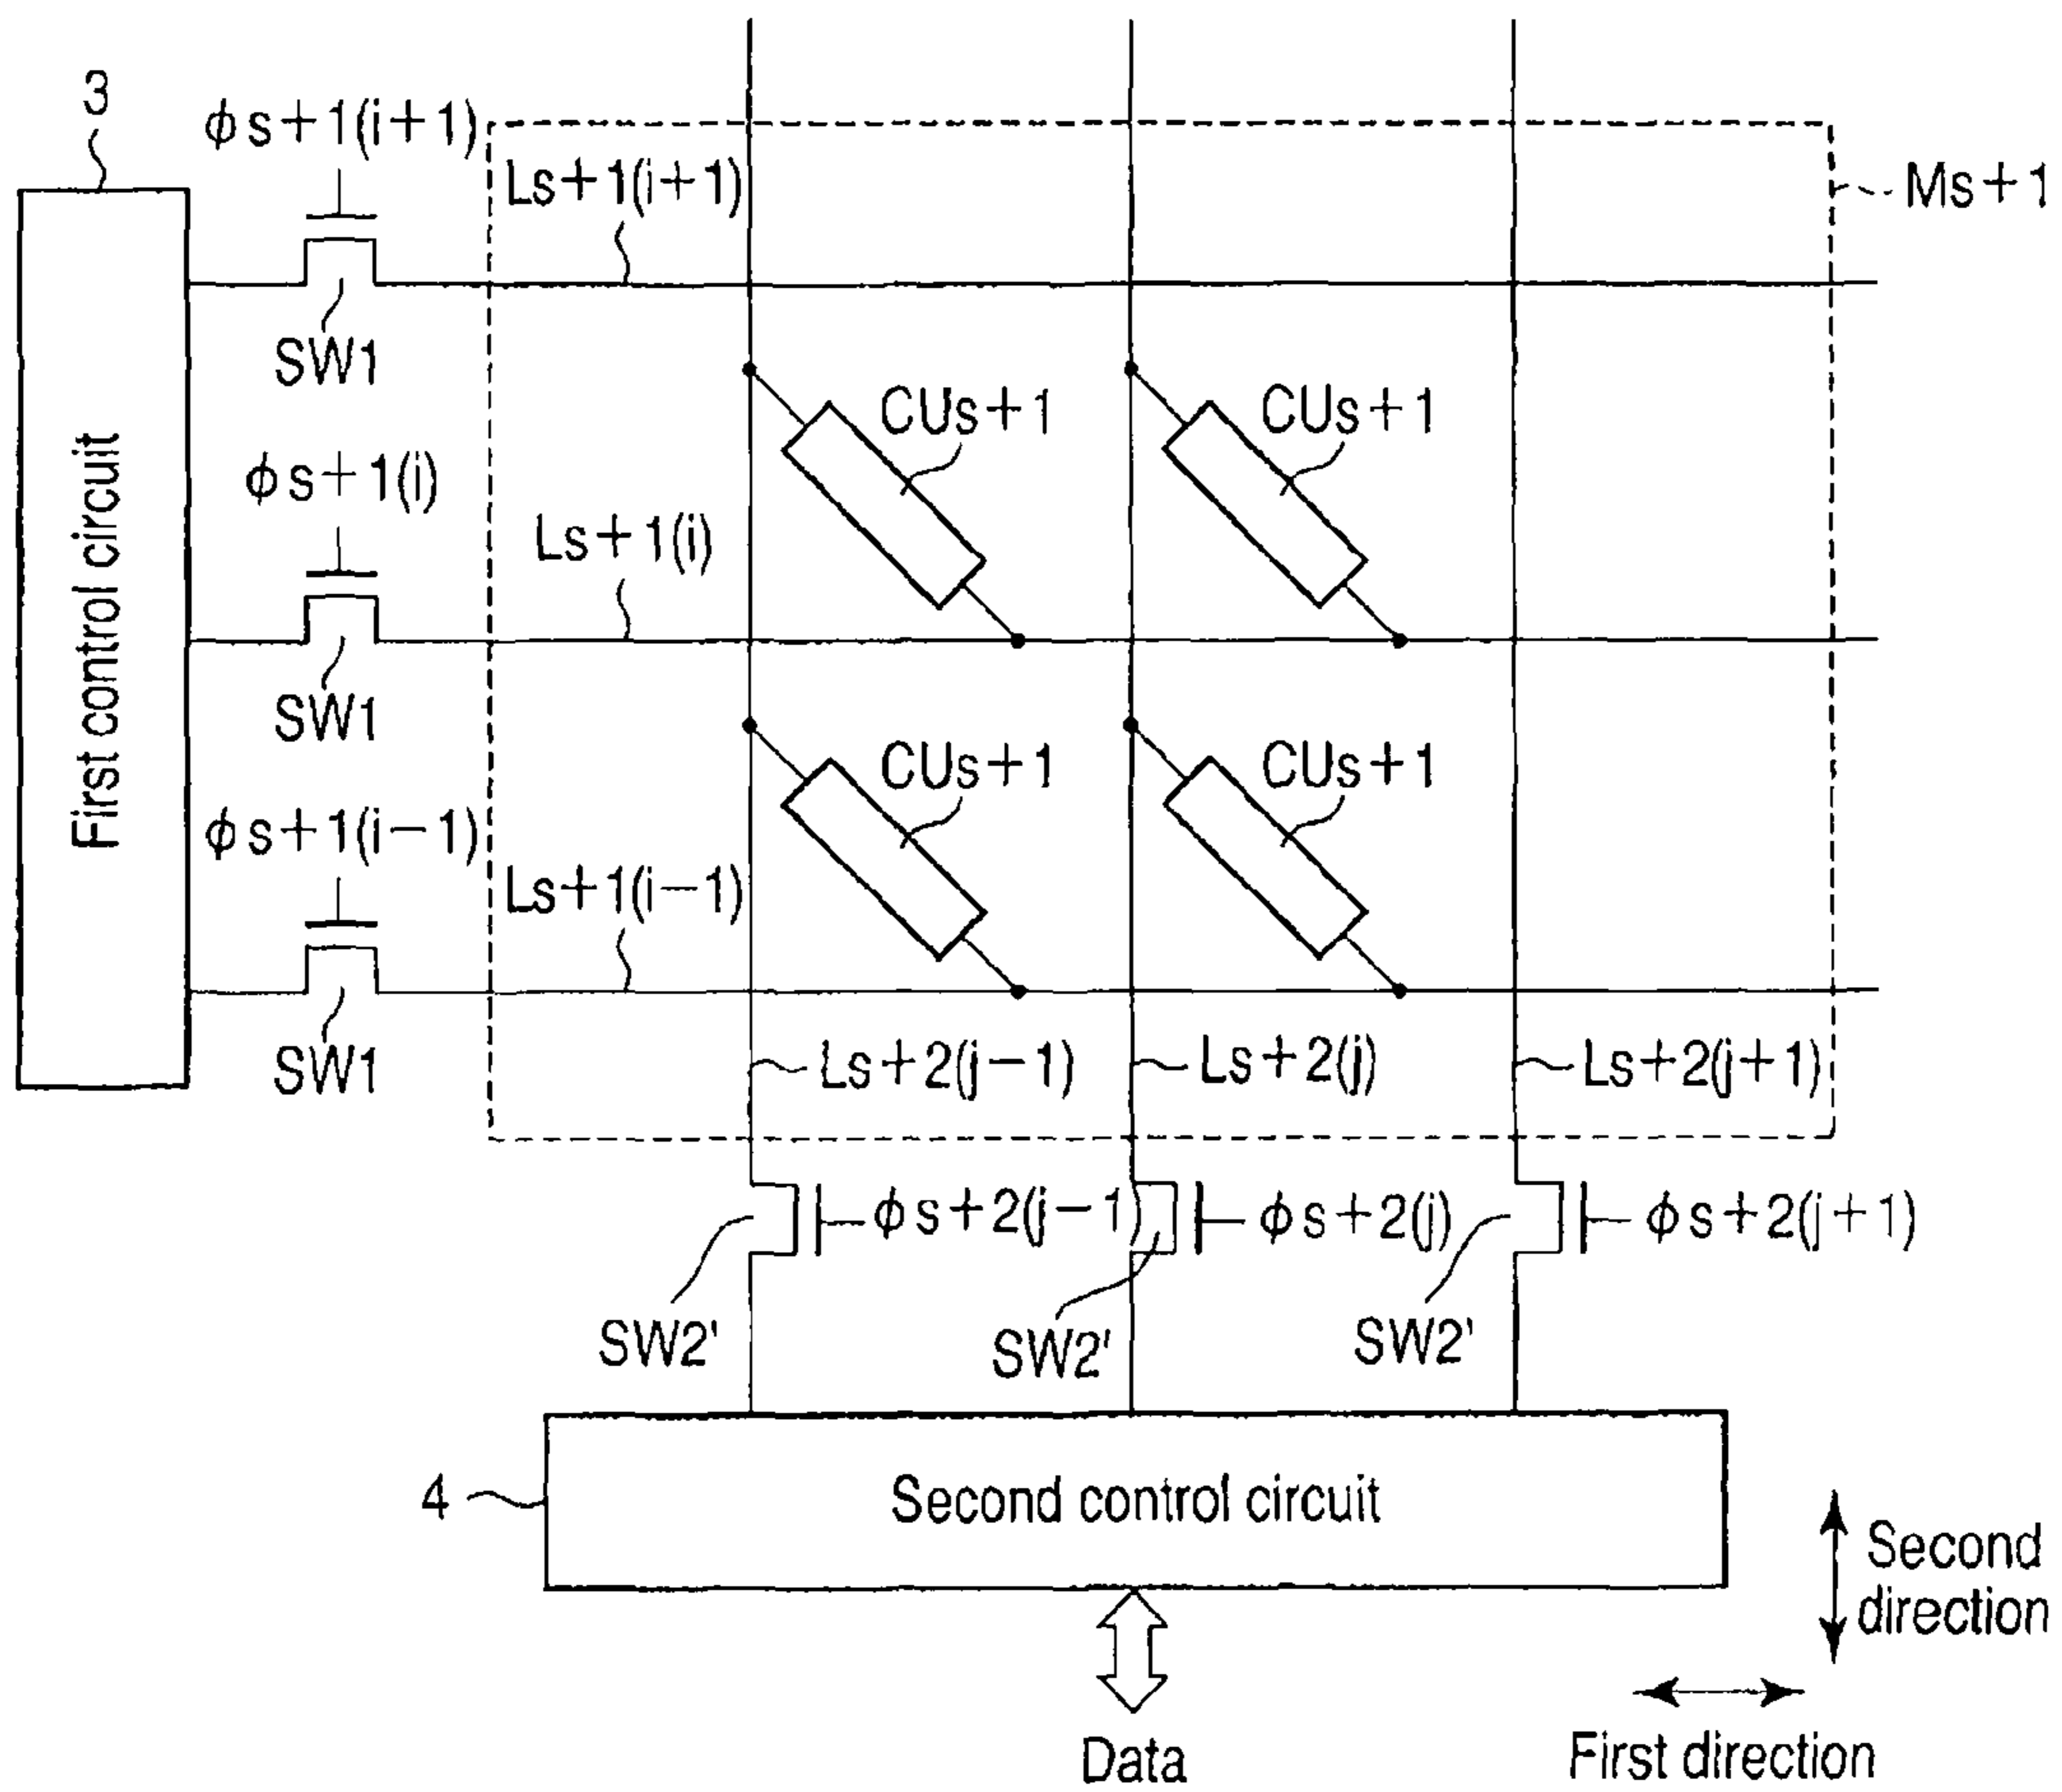 3
ϕs+1(i+1)
Ls+1(i+1)
Ms+1
SW1
CUs+1
CUs+1
First control circuit
ϕs+1(i)
Ls+1(i)
SW1
CUs+1
CUs+1
ϕs+1(i−1)
Ls+1(i−1)
SW1
Ls+2(j−1)
Ls+2(j)
Ls+2(j+1)
ϕs+2(j−1)
ϕs+2(j)
ϕs+2(j+1)
SW2'
SW2'
SW2'
4
Second control circuit
Second
direction
Data
First direction